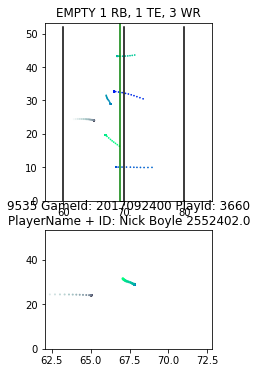 EMPTY 1 RB, 1 TE, 3 WR
50
40
30
20
10
0
60 70 80
9535 GameId: 2017092400 PlayId: 3660
PlayerName + ID: Nick Boyle 2552402.0
40
20
0
62.5 65.0 67.5 70.0 72.5